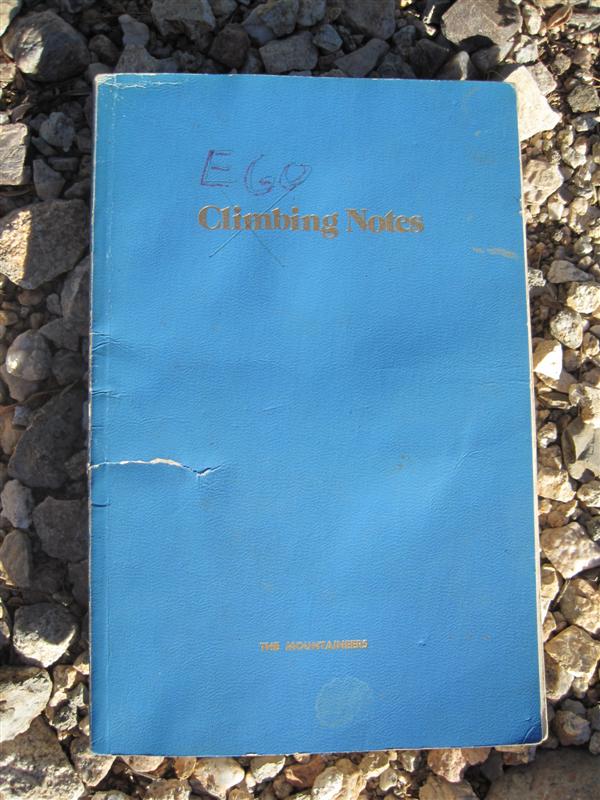 EGO
Climbing Notes
THE MOUNTAINEERS